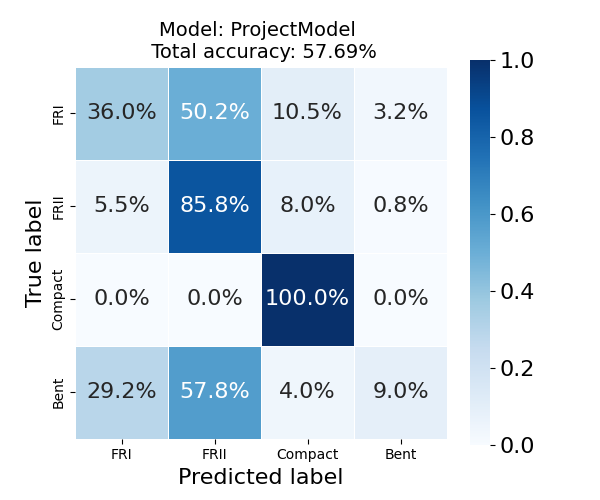 Model: ProjectModel
Total accuracy: 57.69%
FRI
36.0% 50.2% 10.5% 3.2%
FRII
5.5% 85.8% 8.0% 0.8%
Compact
0.0% 0.0% 100.0% 0.0%
Bent
29.2% 57.8% 4.0% 9.0%
FRI FRII Compact Bent
True label
Predicted label
1.0
0.8
0.6
0.4
0.2
0.0